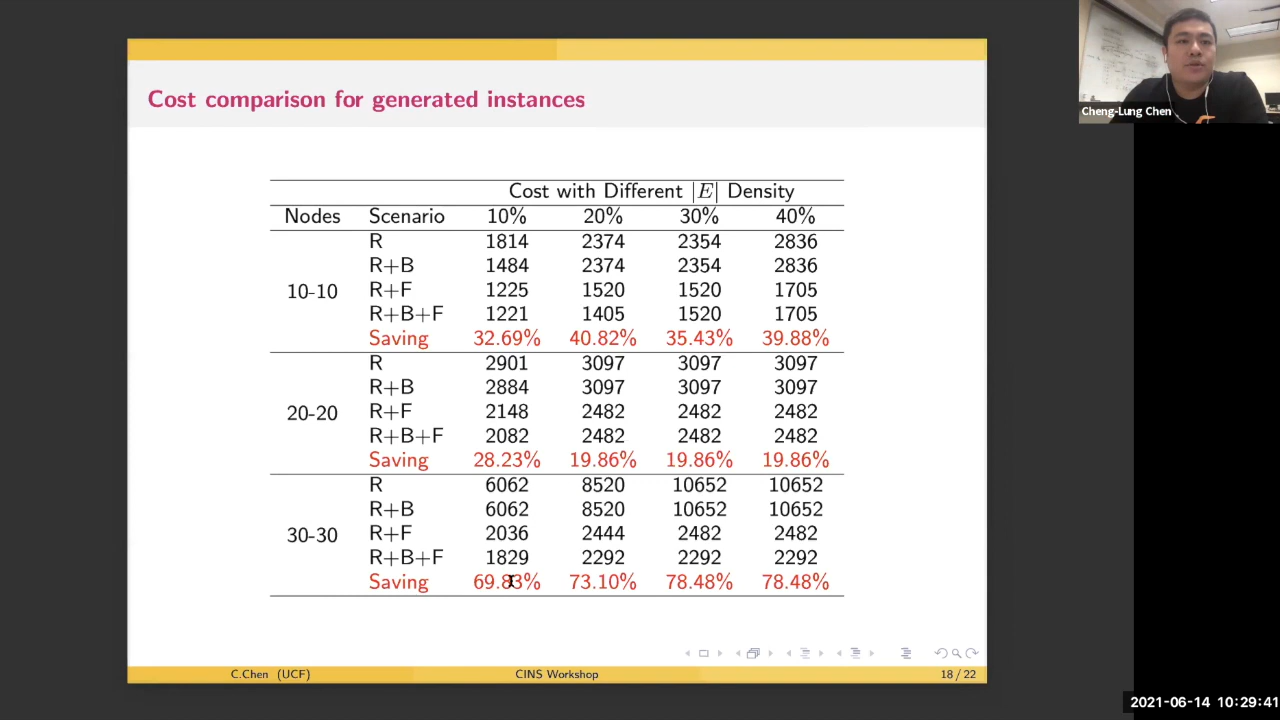 Cost comparison for generated instances
Cost with Different |E| Density
Nodes Scenario 10% 20% 30% 40%
R 1814 2374 2354 2836
R+B 1484 2374 2354 2836
10-10
R+F 1225 1520 1520 1705
R+B+F 1221 1405 1520 1705
Saving 32.69% 40.82% 35.43% 39.88%
R 2901 3097 3097 3097
R+B 2884 3097 3097 3097
20-20
R+F 2148 2482 2482 2482
R+B+F 2082 2482 2482 2482
Saving 28.23% 19.86% 19.86% 19.86%
R 6062 8520 10652 10652
R+B 6062 8520 10652 10652
30-30
R+F 2036 2444 2482 2482
R+B+F 1829 2292 2292 2292
Saving 69.83% 73.10% 78.48% 78.48%
C.Chen (UCF) CINS Workshop 18 / 22
Cheng-Lung Chen
2021-06-14 10:29:41